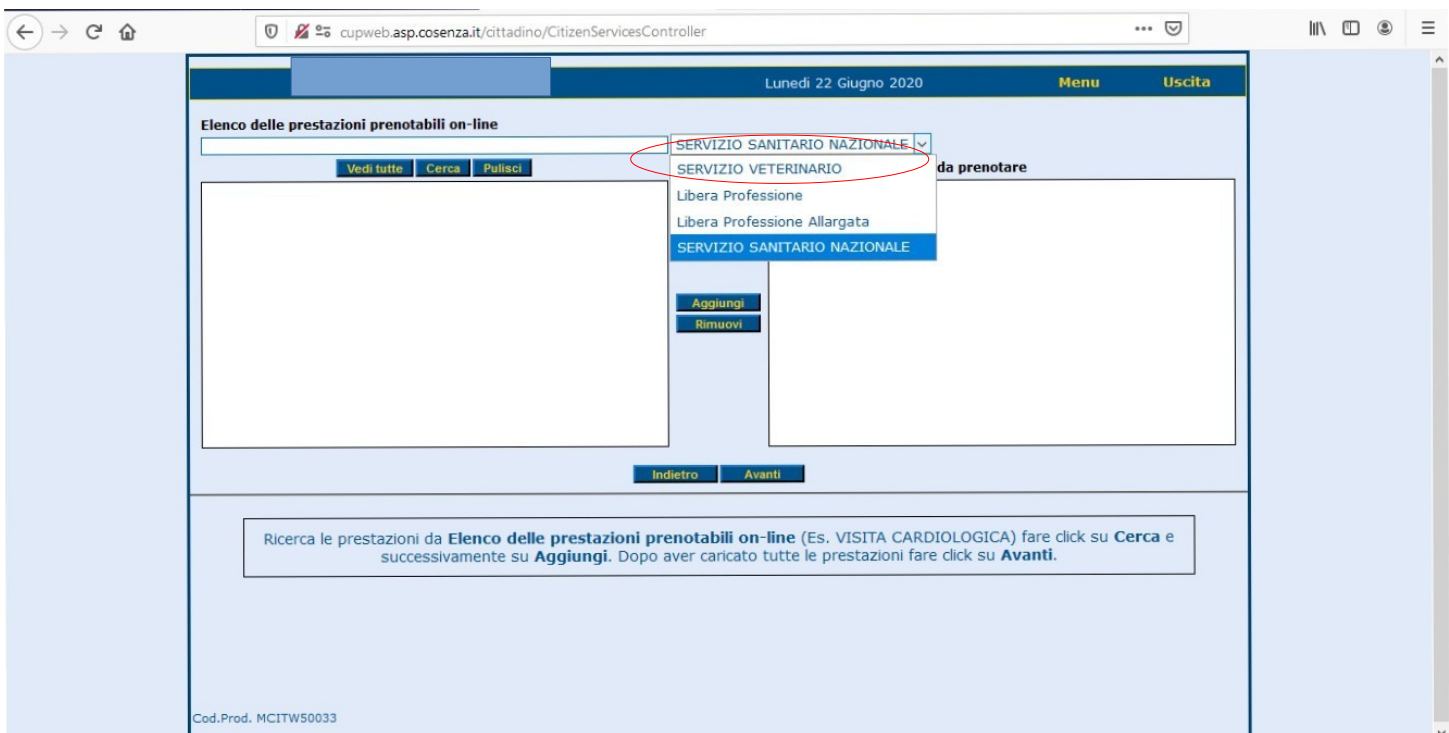 cupweb.asp.cosenza.it/cittadino/CitizenServicesController
Lunedì 22 Giugno 2020 Menu Uscita
Elenco delle prestazioni prenotabili on-line
SERVIZIO SANITARIO NAZIONALE
Vedi tutte Cerca Pulisci
SERVIZIO VETERINARIO
da prenotare
Libera Professione
Libera Professione Allargata
SERVIZIO SANITARIO NAZIONALE
Aggiungi
Rimuovi
Indietro Avanti
Ricerca le prestazioni da Elenco delle prestazioni prenotabili on-line (Es. VISITA CARDIOLOGICA) fare click su Cerca e
successivamente su Aggiungi. Dopo aver caricato tutte le prestazioni fare click su Avanti.
Cod.Prod. MCITW50033